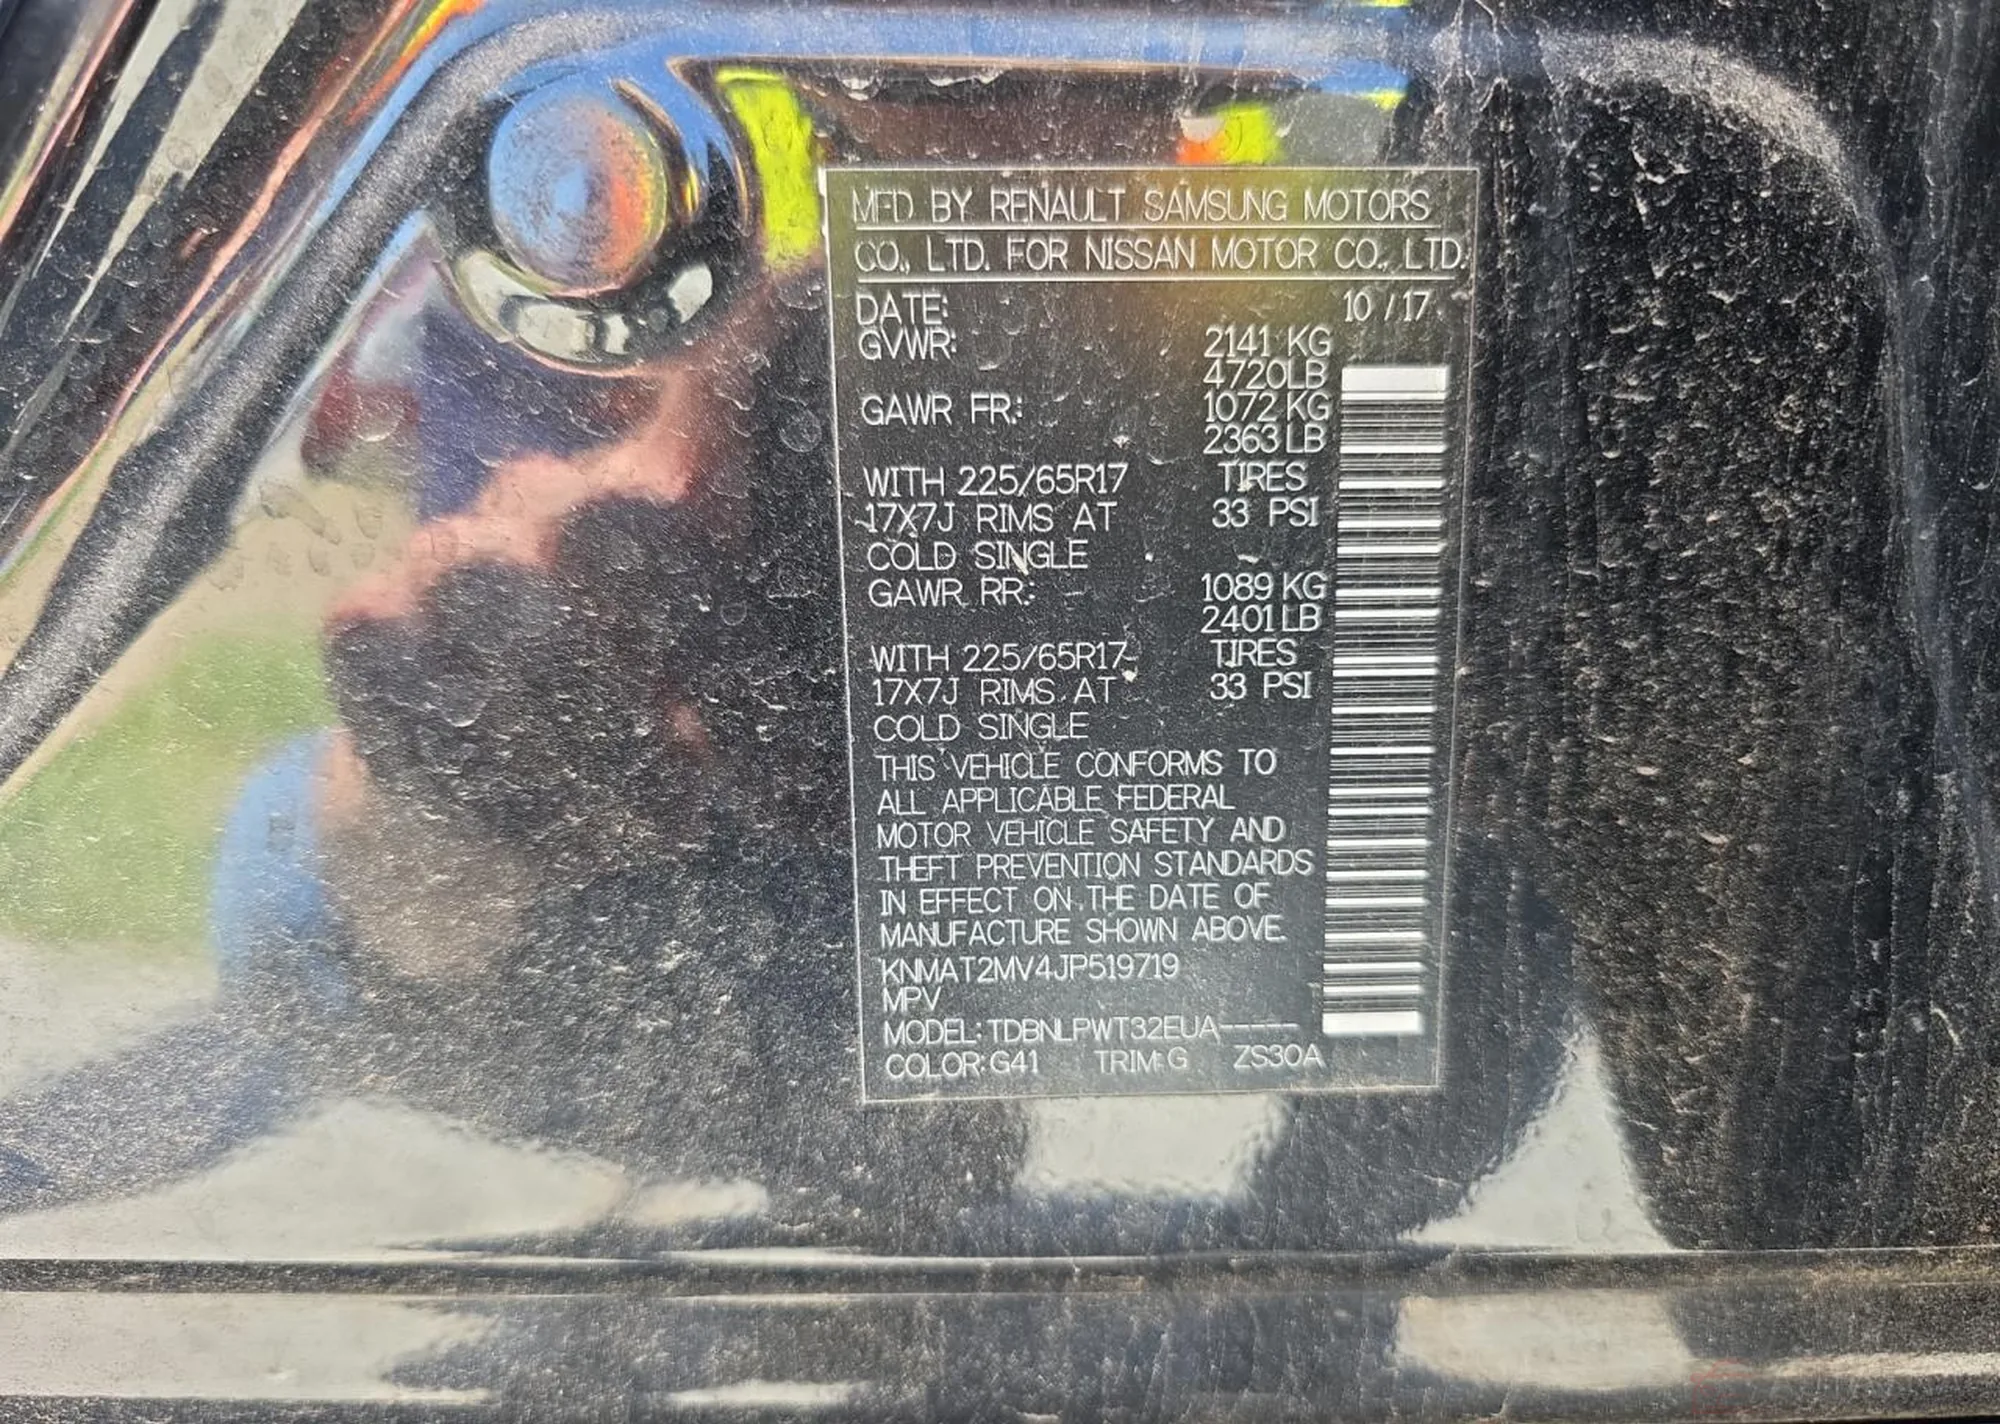 MFD BY RENAULT SAMSUNG MOTORS
CO., LTD. FOR NISSAN MOTOR CO., LTD.
DATE: 10 / 17
GVWR: 2141 KG
4720LB
GAWR FR.: 1072 KG
2363 LB
WITH 225/65R17 TIRES
17X7J RIMS AT 33 PSI
COLD SINGLE
GAWR RR.: 1089 KG
2401 LB
WITH 225/65R17 TIRES
17X7J RIMS AT 33 PSI
COLD SINGLE
THIS VEHICLE CONFORMS TO
ALL APPLICABLE FEDERAL
MOTOR VEHICLE SAFETY AND
THEFT PREVENTION STANDARDS
IN EFFECT ON THE DATE OF
MANUFACTURE SHOWN ABOVE.
KNMAT2MV4JP519719
MPV
MODEL: TDBNLPWT32EUA-----
COLOR: G41 TRIM: G ZS30A